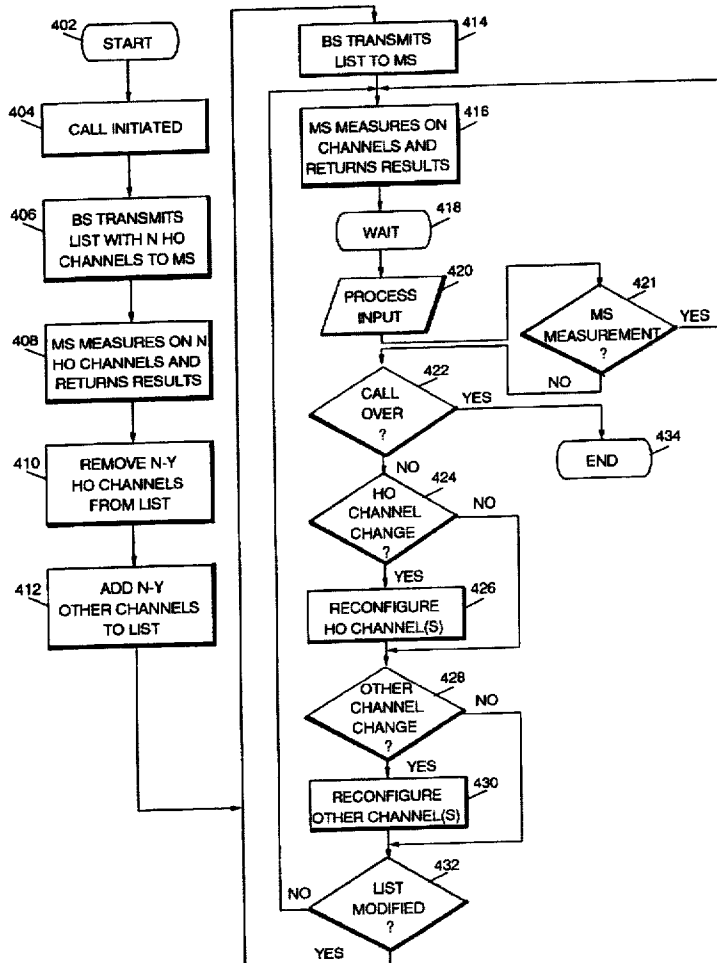 402
START
404
CALL INITIATED
406
BS TRANSMITS
LIST WITH N HO
CHANNELS TO MS
408
MS MEASURES ON N
HO CHANNELS AND
RETURNS RESULTS
410
REMOVE N-Y
HO CHANNELS
FROM LIST
412
ADD N-Y
OTHER CHANNELS
TO LIST
414
BS TRANSMITS
LIST TO MS
416
MS MEASURES ON
CHANNELS AND
RETURNS RESULTS
418
WAIT
420
PROCESS
INPUT
421
MS
MEASUREMENT
?
YES
NO
422
CALL
OVER
?
YES
NO
434
END
424
HO
CHANNEL
CHANGE
?
NO
YES
426
RECONFIGURE
HO CHANNEL(S)
428
OTHER
CHANNEL
CHANGE
?
NO
YES
430
RECONFIGURE
OTHER CHANNEL(S)
432
LIST
MODIFIED
?
NO
YES